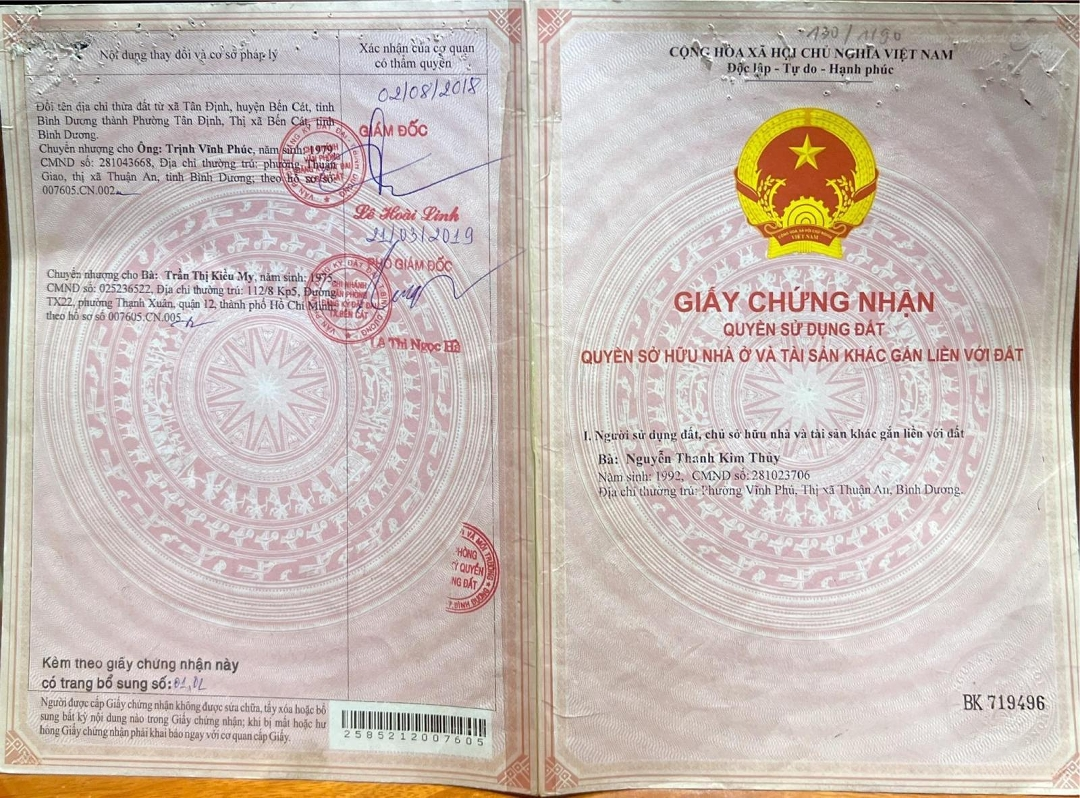 Nội dung thay đổi và cơ sở pháp lý
Xác nhận của cơ quan
có thẩm quyền
Đổi tên địa chỉ thửa đất từ xã Tân Định, huyện Bến Cát, tỉnh
Bình Dương thành Phường Tân Định, Thị xã Bến Cát, tỉnh
Bình Dương.
Chuyển nhượng cho Ông: Trịnh Vĩnh Phúc, năm sinh: 1979,
CMND số: 281043668, Địa chỉ thường trú: phường Thuận
Giao, thị xã Thuận An, tỉnh Bình Dương; theo hồ sơ số
007605.CN.002
02/08/2018
GIÁM ĐỐC
Lê Hoài Linh
Chuyển nhượng cho Bà: Trần Thị Kiều My, năm sinh: 1975,
CMND số: 025236522, Địa chỉ thường trú: 112/8 Kp5, Đường
TX22, phường Thạnh Xuân, quận 12, thành phố Hồ Chí Minh;
theo hồ sơ số 007605.CN.005
21/03/2019
PHÓ GIÁM ĐỐC
Lê Thị Ngọc Hà
Kèm theo giấy chứng nhận này
có trang bổ sung số: 01,02
Người được cấp Giấy chứng nhận không được sửa chữa, tẩy xóa hoặc bổ
sung bất kỳ nội dung nào trong Giấy chứng nhận; khi bị mất hoặc hư
hỏng Giấy chứng nhận phải khai báo ngay với cơ quan cấp Giấy.
2585212007605
130/1190
CỘNG HÒA XÃ HỘI CHỦ NGHĨA VIỆT NAM
Độc lập - Tự do - Hạnh phúc
VIỆT NAM
GIẤY CHỨNG NHẬN
QUYỀN SỬ DỤNG ĐẤT
QUYỀN SỞ HỮU NHÀ Ở VÀ TÀI SẢN KHÁC GẮN LIỀN VỚI ĐẤT
I. Người sử dụng đất, chủ sở hữu nhà và tài sản khác gắn liền với đất
Bà: Nguyễn Thanh Kim Thủy
Năm sinh: 1992, CMND số: 281023706
Địa chỉ thường trú: Phường Vĩnh Phú, Thị xã Thuận An, Bình Dương.
BK 719496